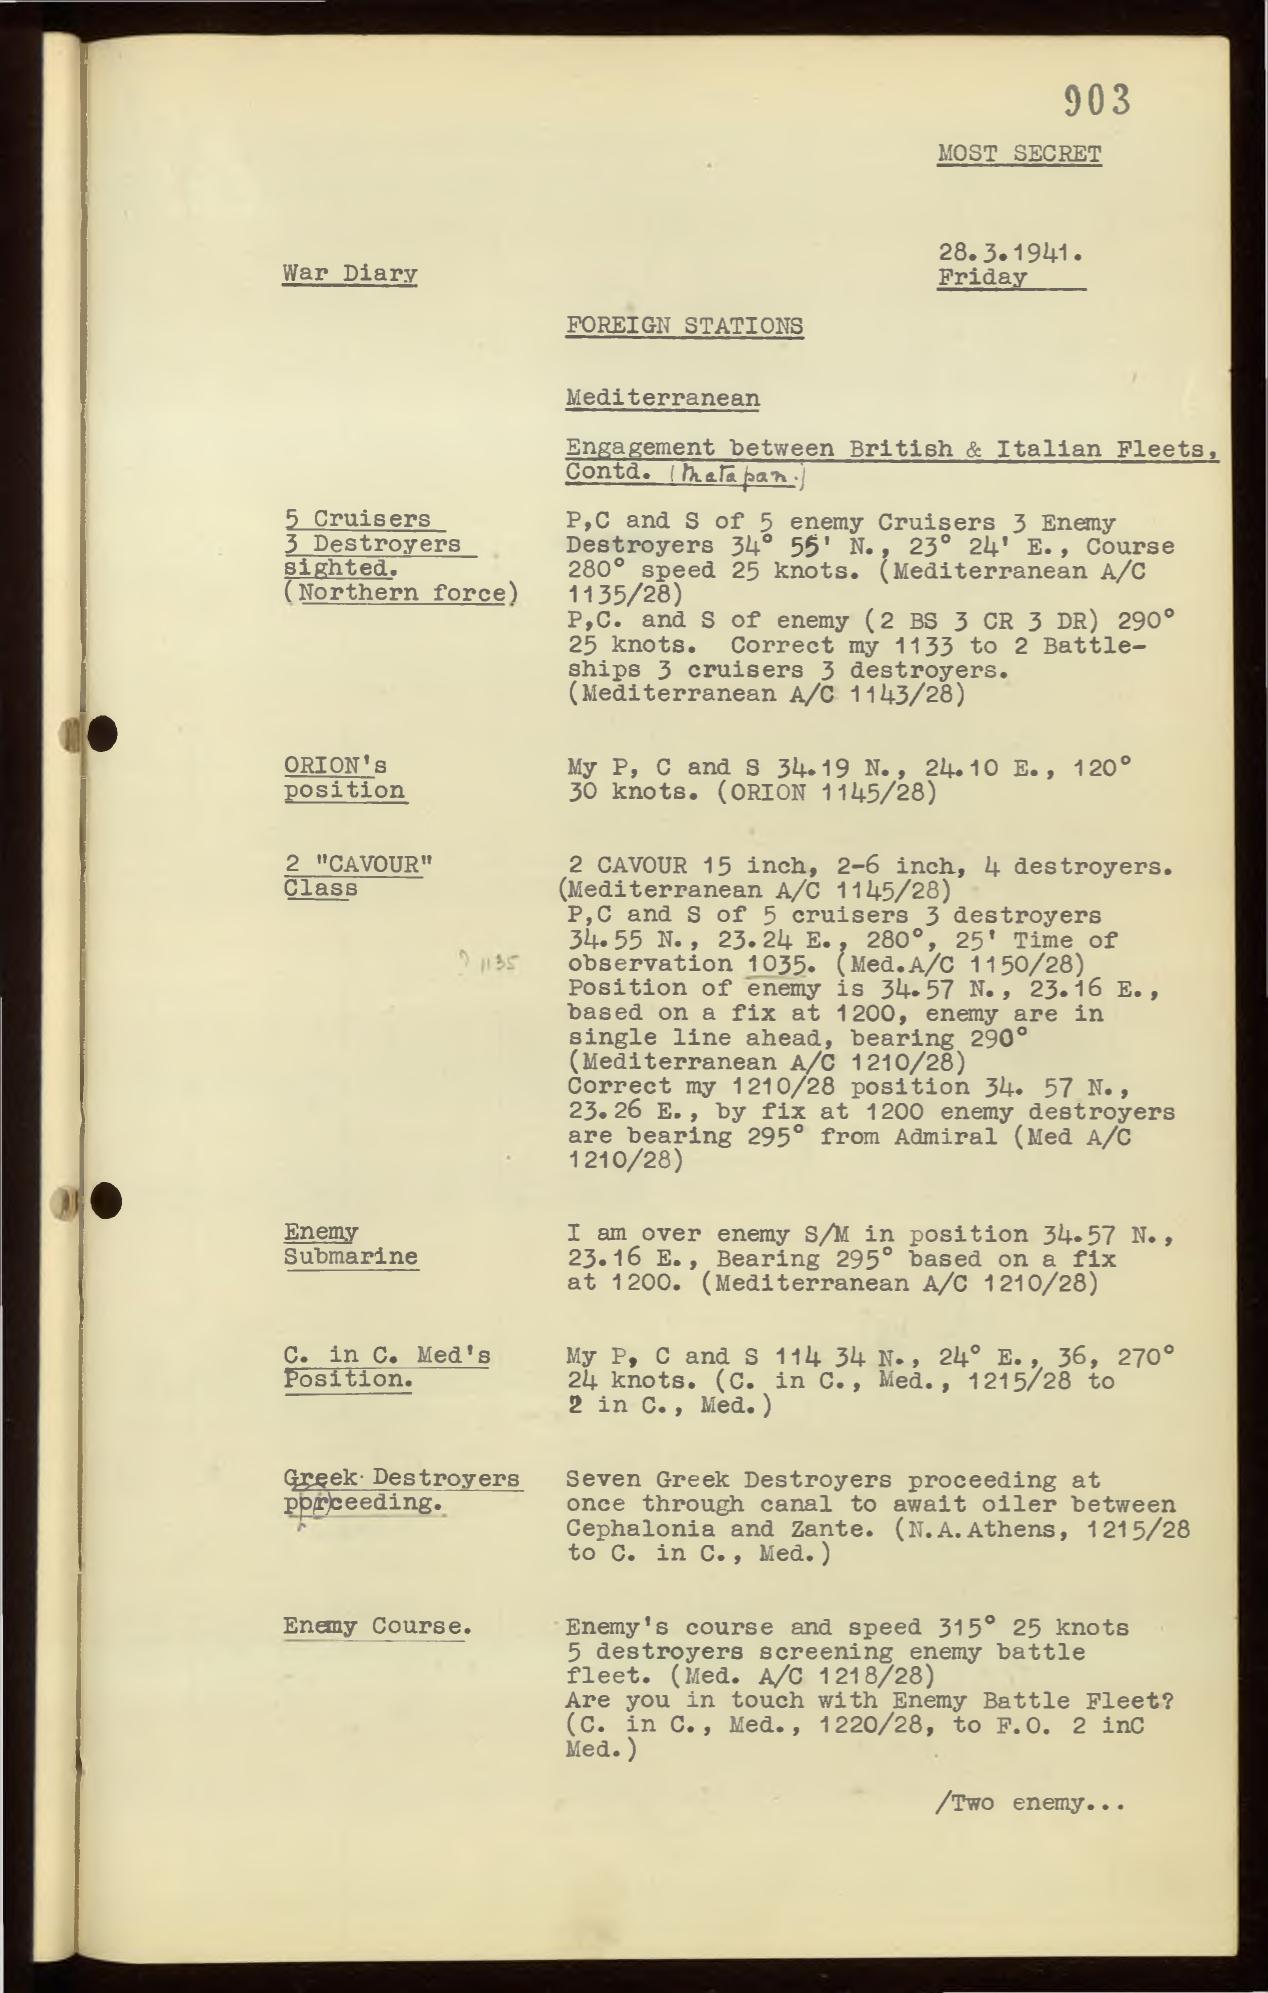 903
MOST SECRET
28.3.1941.
Friday
War Diary
FOREIGN STATIONS
Mediterranean
Engagement between British & Italian Fleets,
Contd. (Matapan.)
5 Cruisers
3 Destroyers
sighted.
(Northern force)
P,C and S of 5 enemy Cruisers 3 Enemy
Destroyers 34° 55' N., 23° 24' E., Course
280° speed 25 knots. (Mediterranean A/C
1135/28)
P,C. and S of enemy (2 BS 3 CR 3 DR) 290°
25 knots. Correct my 1133 to 2 Battle-
ships 3 cruisers 3 destroyers.
(Mediterranean A/C 1143/28)
ORION's
position
My P, C and S 34.19 N., 24.10 E., 120°
30 knots. (ORION 1145/28)
2 "CAVOUR"
Class
2 CAVOUR 15 inch, 2-6 inch, 4 destroyers.
(Mediterranean A/C 1145/28)
P,C and S of 5 cruisers 3 destroyers
34.55 N., 23.24 E., 280°, 25' Time of
? 1135
observation 1035. (Med.A/C 1150/28)
Position of enemy is 34.57 N., 23.16 E.,
based on a fix at 1200, enemy are in
single line ahead, bearing 290°
(Mediterranean A/C 1210/28)
Correct my 1210/28 position 34. 57 N.,
23.26 E., by fix at 1200 enemy destroyers
are bearing 295° from Admiral (Med A/C
1210/28)
Enemy
Submarine
I am over enemy S/M in position 34.57 N.,
23.16 E., Bearing 295° based on a fix
at 1200. (Mediterranean A/C 1210/28)
C. in C. Med's
Position.
My P, C and S 114 34 N., 24° E., 36, 270°
24 knots. (C. in C., Med., 1215/28 to
2 in C., Med.)
Greek Destroyers
porceeding.
Seven Greek Destroyers proceeding at
once through canal to await oiler between
Cephalonia and Zante. (N.A.Athens, 1215/28
to C. in C., Med.)
Enemy Course.
Enemy's course and speed 315° 25 knots
5 destroyers screening enemy battle
fleet. (Med. A/C 1218/28)
Are you in touch with Enemy Battle Fleet?
(C. in C., Med., 1220/28, to F.O. 2 inC
Med.)
/Two enemy...